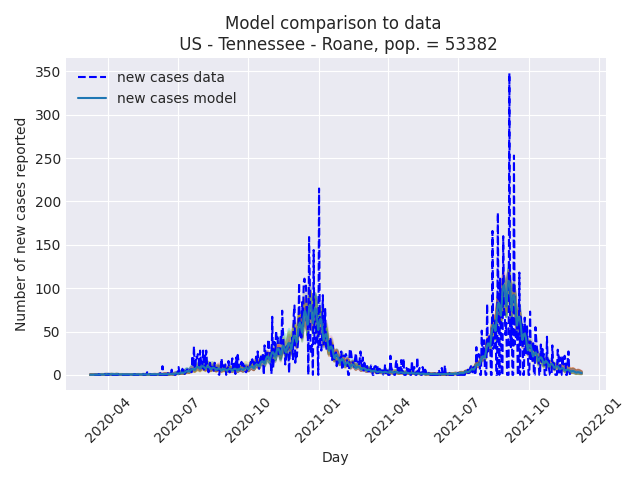 Model comparison to data
US - Tennessee - Roane, pop. = 53382
new cases data
new cases model
Number of new cases reported
350
300
250
200
150
100
50
0
2020-04
2020-07
2020-10
2021-01
2021-04
2021-07
2021-10
2022-01
Day